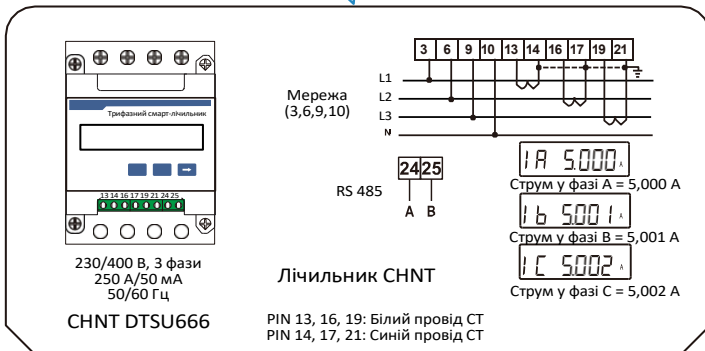 Трифазний смарт-лічильник
13 14 16 17 19 21 24 25
230/400 В, 3 фази
250 А/50 мА
50/60 Гц
CHNT DTSU666
3 6 9 10 13 14 16 17 19 21
Мережа
(3,6,9,10)
L1
L2
L3
N
RS 485
24 25
A B
Лічильник CHNT
PIN 13, 16, 19: Білий провід CT
PIN 14, 17, 21: Синій провід CT
IA 5.000 A
Струм у фазі A = 5,000 А
Ib 5.001 A
Струм у фазі B = 5,001 А
IC 5.002 A
Струм у фазі C = 5,002 А